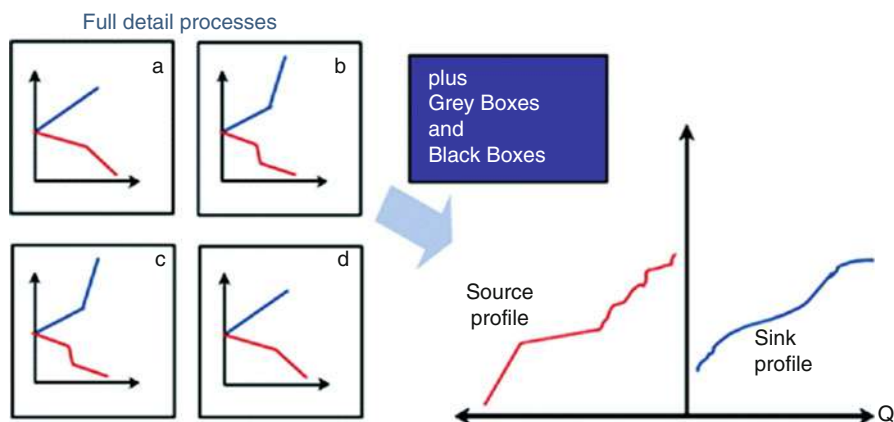 Full detail processes
a
b
c
d
plus
Grey Boxes
and
Black Boxes
Source
profile
Sink
profile
Q